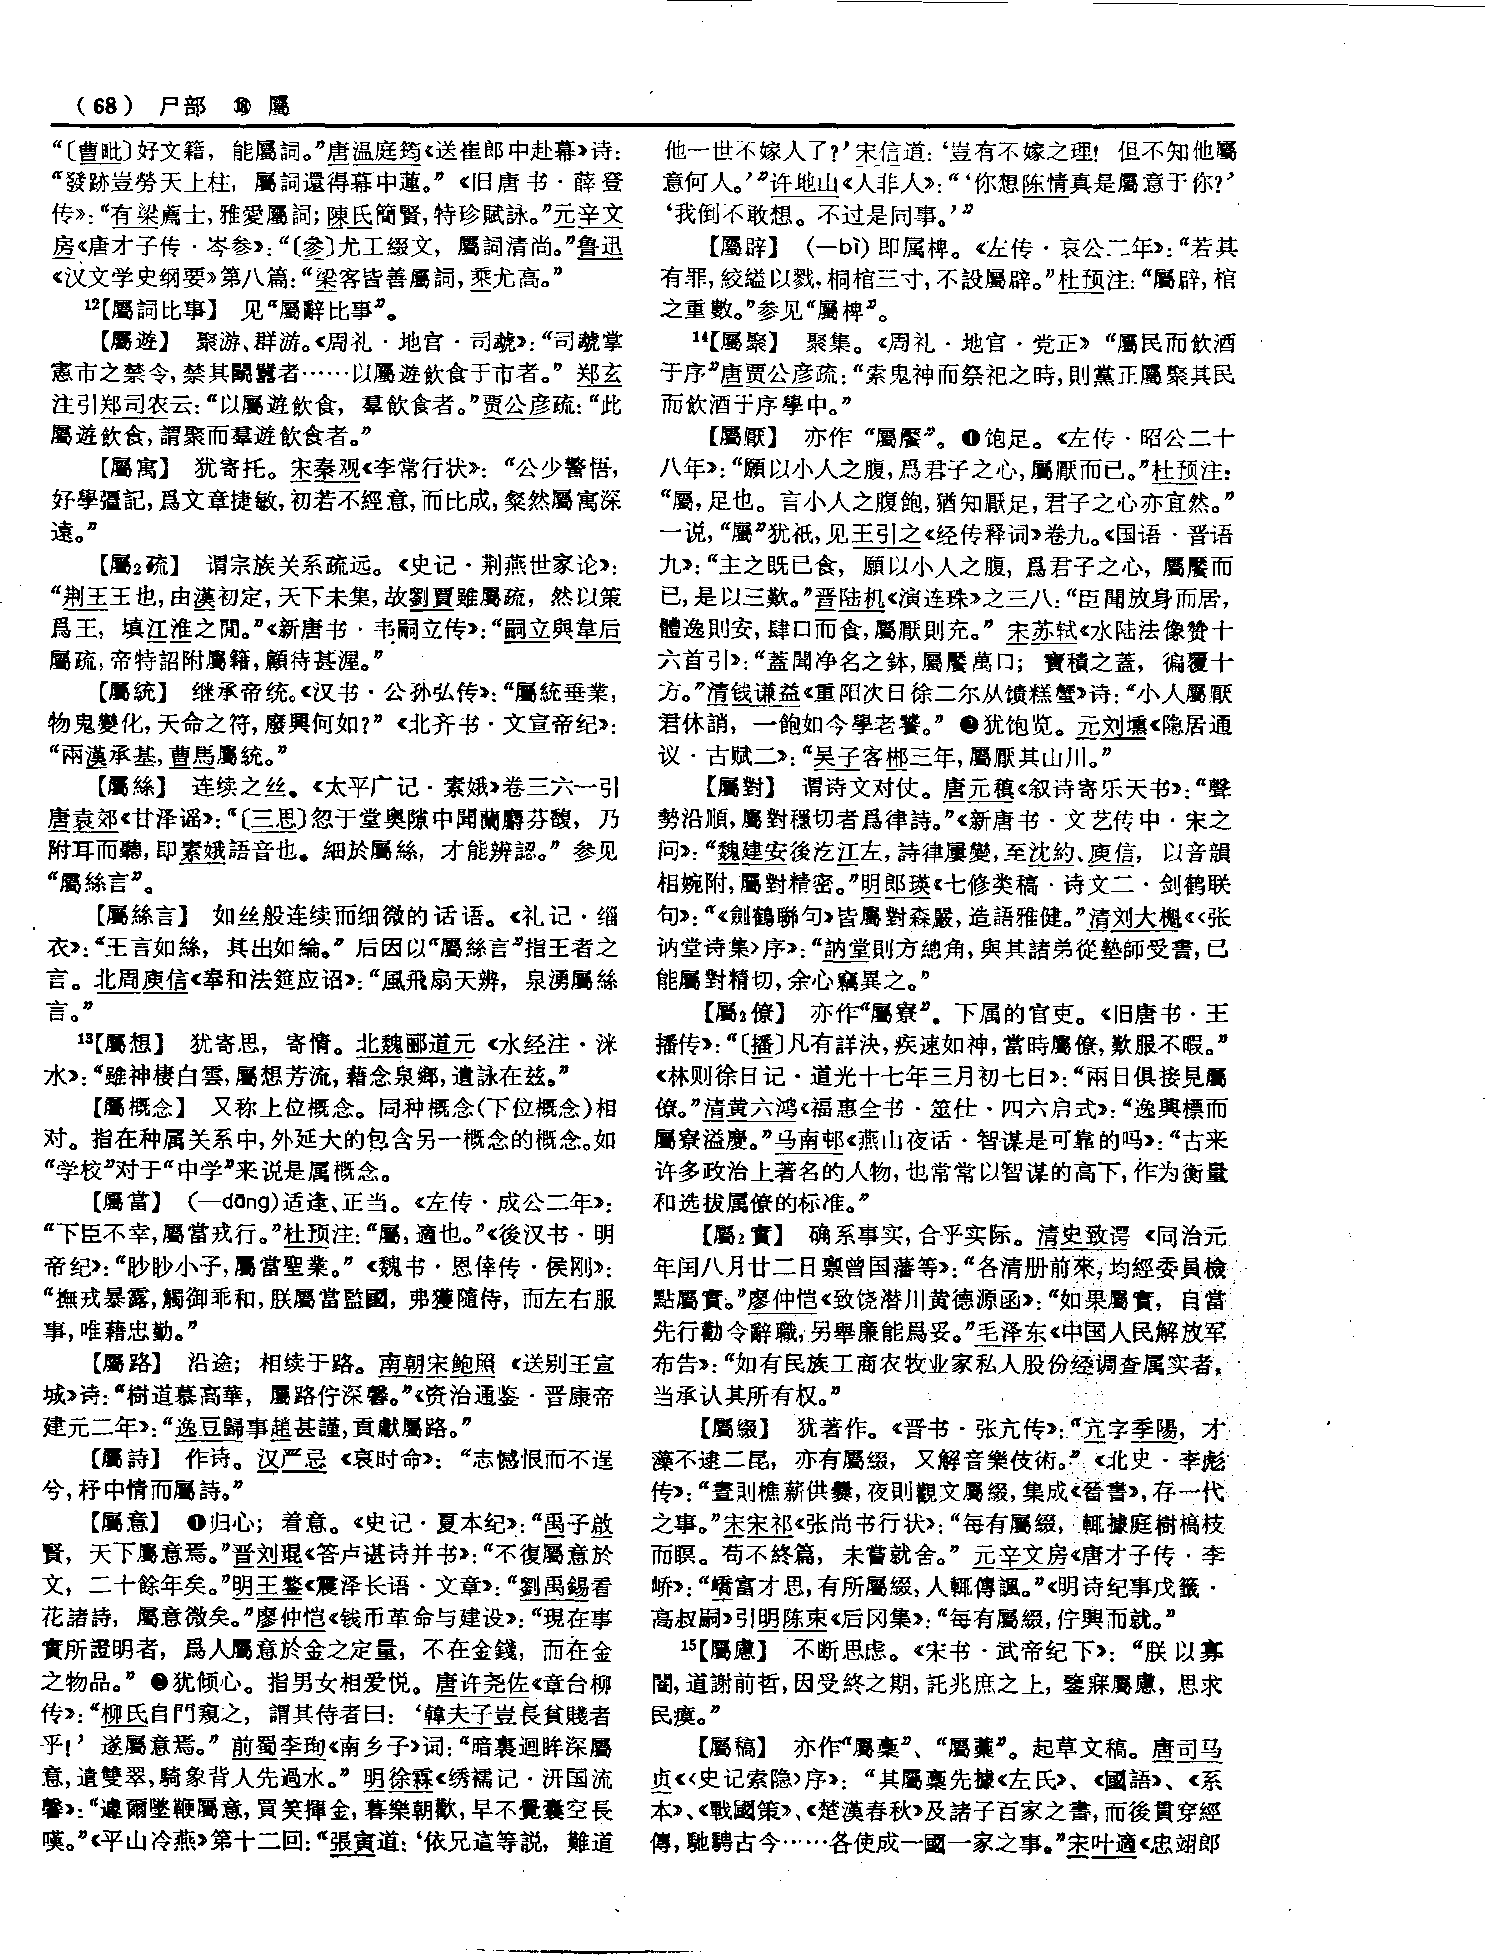 （68） 尸部 ⑱ 屬
“〔曹毗〕好文籍，能屬詞。”唐温庭筠《送崔郎中赴幕》诗：
“發跡豈勞天上柱，屬詞還得幕中蓮。”《旧唐书·薛登
传》：“有梁薦士，雅愛屬詞；陳氏簡賢，特珍賦詠。”元辛文
房《唐才子传·岑参》：“〔參〕尤工綴文，屬詞清尚。”鲁迅
《汉文学史纲要》第八篇：“梁客皆善屬詞，乘尤高。”
12【屬詞比事】 见“屬辭比事”。
【屬遊】 聚游、群游。《周礼·地官·司虣》：“司虣掌
憲市之禁令，禁其鬭囂者……以屬遊飲食于市者。”郑玄
注引郑司农云：“以屬遊飲食，羣飲食者。”贾公彦疏：“此
屬遊飲食，謂聚而羣遊飲食者。”
【屬寓】 犹寄托。宋秦观《李常行状》：“公少警悟，
好學彊記，爲文章捷敏，初若不經意，而比成，粲然屬寓深
遠。”
【屬₂疏】 谓宗族关系疏远。《史记·荆燕世家论》：
“荆王王也，由漢初定，天下未集，故劉賈雖屬疏，然以策
爲王，填江淮之閒。”《新唐书·韦嗣立传》：“嗣立與韋后
屬疏，帝特詔附屬籍，顧待甚渥。”
【屬統】 继承帝统。《汉书·公孙弘传》：“屬統垂業，
物鬼變化，天命之符，廢興何如？”《北齐书·文宣帝纪》：
“兩漢承基，曹馬屬統。”
【屬絲】 连续之丝。《太平广记·素娥》卷三六一引
唐袁郊《甘泽谣》：“〔三思〕忽于堂奥隙中聞蘭麝芬馥，乃
附耳而聽，即素娥語音也。細於屬絲，才能辨認。”参见
“屬絲言”。
【屬絲言】 如丝般连续而细微的话语。《礼记·缁
衣》：“王言如絲，其出如綸。”后因以“屬絲言”指王者之
言。北周庾信《奉和法筵应诏》：“風飛扇天辨，泉湧屬絲
言。”
13【屬想】 犹寄思，寄情。北魏郦道元《水经注·洣
水》：“雖神棲白雲，屬想芳流，藉念泉鄉，遺詠在兹。”
【屬概念】 又称上位概念。同种概念（下位概念）相
对。指在种属关系中，外延大的包含另一概念的概念。如
“学校”对于“中学”来说是属概念。
【屬當】 （—dāng）适逢、正当。《左传·成公二年》：
“下臣不幸，屬當戎行。”杜预注：“屬，適也。”《後汉书·明
帝纪》：“眇眇小子，屬當聖業。”《魏书·恩倖传·侯刚》：
“撫戎暴露，觸御乖和，朕屬當監國，弗獲隨侍，而左右服
事，唯藉忠勤。”
【屬路】 沿途；相续于路。南朝宋鲍照《送别王宣
城》诗：“樹道慕高華，屬路佇深馨。”《资治通鉴·晋康帝
建元二年》：“逸豆歸事趙甚謹，貢獻屬路。”
【屬詩】 作诗。汉严忌《哀时命》：“志憾恨而不逞
兮，杼中情而屬詩。”
【屬意】 ❶归心；着意。《史记·夏本纪》：“禹子啟
賢，天下屬意焉。”晋刘琨《答卢谌诗并书》：“不復屬意於
文，二十餘年矣。”明王鏊《震泽长语·文章》：“劉禹錫看
花諸詩，屬意微矣。”廖仲恺《钱币革命与建设》：“現在事
實所證明者，爲人屬意於金之定量，不在金錢，而在金
之物品。”❷犹倾心。指男女相爱悦。唐许尧佐《章台柳
传》：“柳氏自門窺之，謂其侍者曰：‘韓夫子豈長貧賤者
乎！’遂屬意焉。”前蜀李珣《南乡子》词：“暗裏迴眸深屬
意，遺雙翠，騎象背人先過水。”明徐霖《绣襦记·汧国流
馨》：“遽爾墜鞭屬意，買笑揮金，暮樂朝歡，早不覺囊空長
嘆。”《平山冷燕》第十二回：“張寅道：‘依兄這等説，難道
他一世不嫁人了？’宋信道：‘豈有不嫁之理！但不知他屬
意何人。’”许地山《人非人》：“‘你想陈情真是屬意于你？’
‘我倒不敢想。不过是同事。’”
【屬辟】 （—bì）即属椑。《左传·哀公二年》：“若其
有罪，絞縊以戮，桐棺三寸，不設屬辟。”杜预注：“屬辟，棺
之重數。”参见“屬椑”。
14【屬聚】 聚集。《周礼·地官·党正》“屬民而飲酒
于序”唐贾公彦疏：“索鬼神而祭祀之時，則黨正屬聚其民
而飲酒于序學中。”
【屬厭】 亦作“屬饜”。❶饱足。《左传·昭公二十
八年》：“願以小人之腹，爲君子之心，屬厭而已。”杜预注：
“屬，足也。言小人之腹飽，猶知厭足，君子之心亦宜然。”
一说，“屬”犹祇，见王引之《经传释词》卷九。《国语·晋语
九》：“主之既已食，願以小人之腹，爲君子之心，屬饜而
已，是以三歎。”晋陆机《演连珠》之三八：“臣聞放身而居，
體逸則安，肆口而食，屬厭則充。”宋苏轼《水陆法像赞十
六首引》：“蓋聞净名之鉢，屬饜萬口；寶積之蓋，徧覆十
方。”清钱谦益《重阳次日徐二尔从馈糕蟹》诗：“小人屬厭
君休誚，一飽如今學老饕。”❷犹饱览。元刘壎《隐居通
议·古赋二》：“吴子客郴三年，屬厭其山川。”
【屬對】 谓诗文对仗。唐元稹《叙诗寄乐天书》：“聲
勢沿順，屬對穩切者爲律詩。”《新唐书·文艺传中·宋之
问》：“魏建安後迄江左，詩律屢變，至沈約、庾信，以音韻
相婉附，屬對精密。”明郎瑛《七修类稿·诗文二·剑鹤联
句》：“《劍鶴聯句》皆屬對森嚴，造語雅健。”清刘大櫆《〈张
讷堂诗集〉序》：“訥堂則方總角，與其諸弟從塾師受書，已
能屬對精切，余心竊異之。”
【屬₂僚】 亦作“屬寮”。下属的官吏。《旧唐书·王
播传》：“〔播〕凡有詳決，疾速如神，當時屬僚，歎服不暇。”
《林则徐日记·道光十七年三月初七日》：“兩日俱接見屬
僚。”清黄六鸿《福惠全书·筮仕·四六启式》：“逸興標而
屬寮溢慶。”马南邨《燕山夜话·智谋是可靠的吗》：“古来
许多政治上著名的人物，也常常以智谋的高下，作为衡量
和选拔属僚的标准。”
【屬₂實】 确系事实，合乎实际。清史致谔《同治元
年闰八月廿二日禀曾国藩等》：“各清册前來，均經委員檢
點屬實。”廖仲恺《致饶潜川黄德源函》：“如果屬實，自當
先行勸令辭職，另舉廉能爲妥。”毛泽东《中国人民解放军
布告》：“如有民族工商农牧业家私人股份经调查属实者，
当承认其所有权。”
【屬綴】 犹著作。《晋书·张亢传》：“亢字季陽，才
藻不逮二昆，亦有屬綴，又解音樂伎術。”《北史·李彪
传》：“晝則樵薪供爨，夜則觀文屬綴，集成《晉書》，存一代
之事。”宋宋祁《张尚书行状》：“每有屬綴，輒據庭樹槁枝
而瞑。苟不終篇，未嘗就舍。”元辛文房《唐才子传·李
峤》：“嶠富才思，有所屬綴，人輒傳諷。”《明诗纪事戊籤·
高叔嗣》引明陈束《后冈集》：“每有屬綴，佇興而就。”
15【屬慮】 不断思虑。《宋书·武帝纪下》：“朕以寡
闇，道謝前哲，因受終之期，託兆庶之上，鑒寐屬慮，思求
民瘼。”
【屬稿】 亦作“屬稾”、“屬藁”。起草文稿。唐司马
贞《〈史记索隐〉序》：“其屬稾先據《左氏》、《國語》、《系
本》、《戰國策》、《楚漢春秋》及諸子百家之書，而後貫穿經
傳，馳騁古今……各使成一國一家之事。”宋叶適《忠翊郎